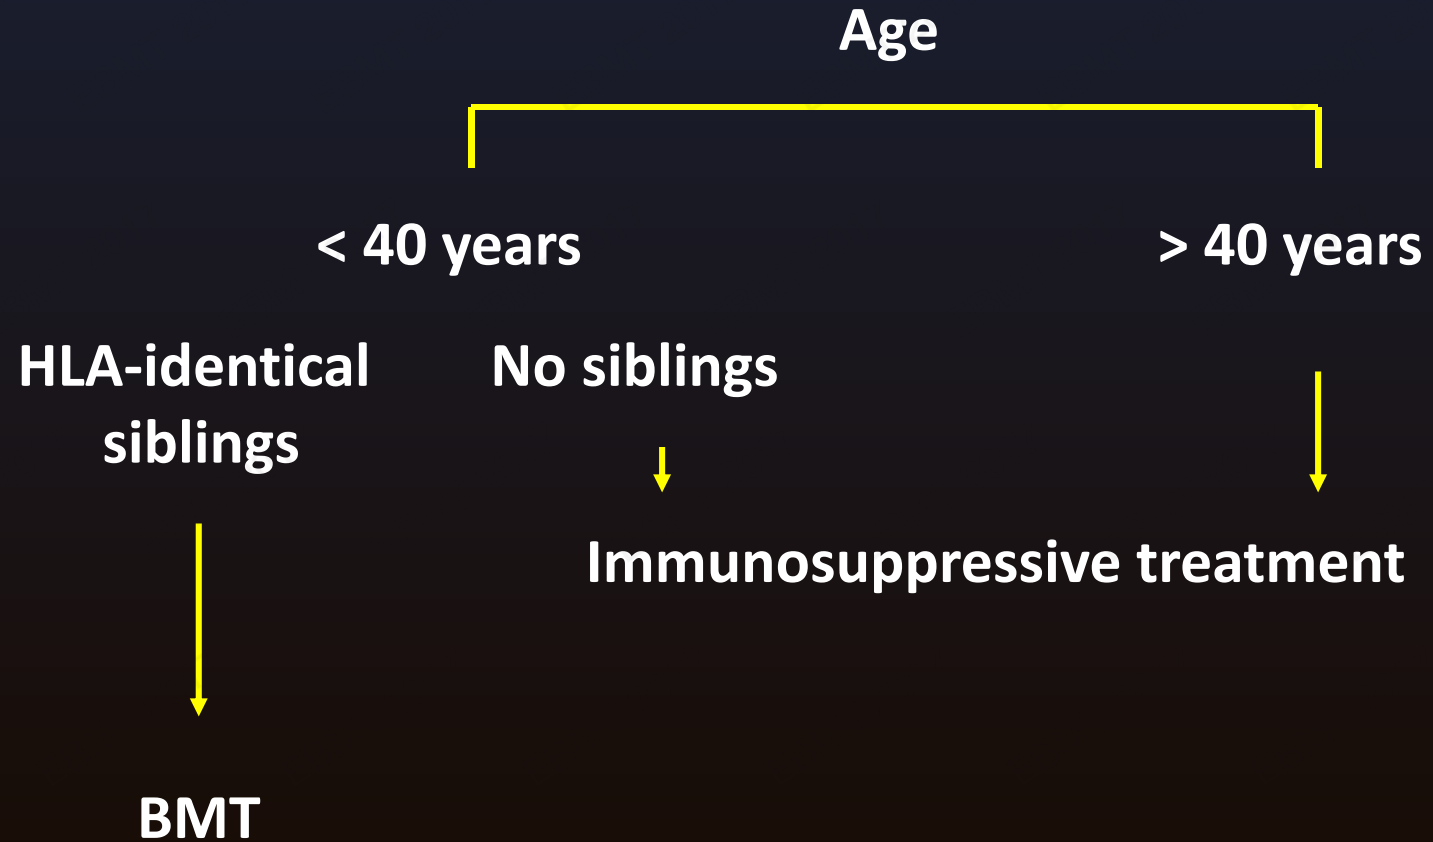 Age
< 40 years
> 40 years
HLA-identical
siblings
No siblings
Immunosuppressive treatment
BMT